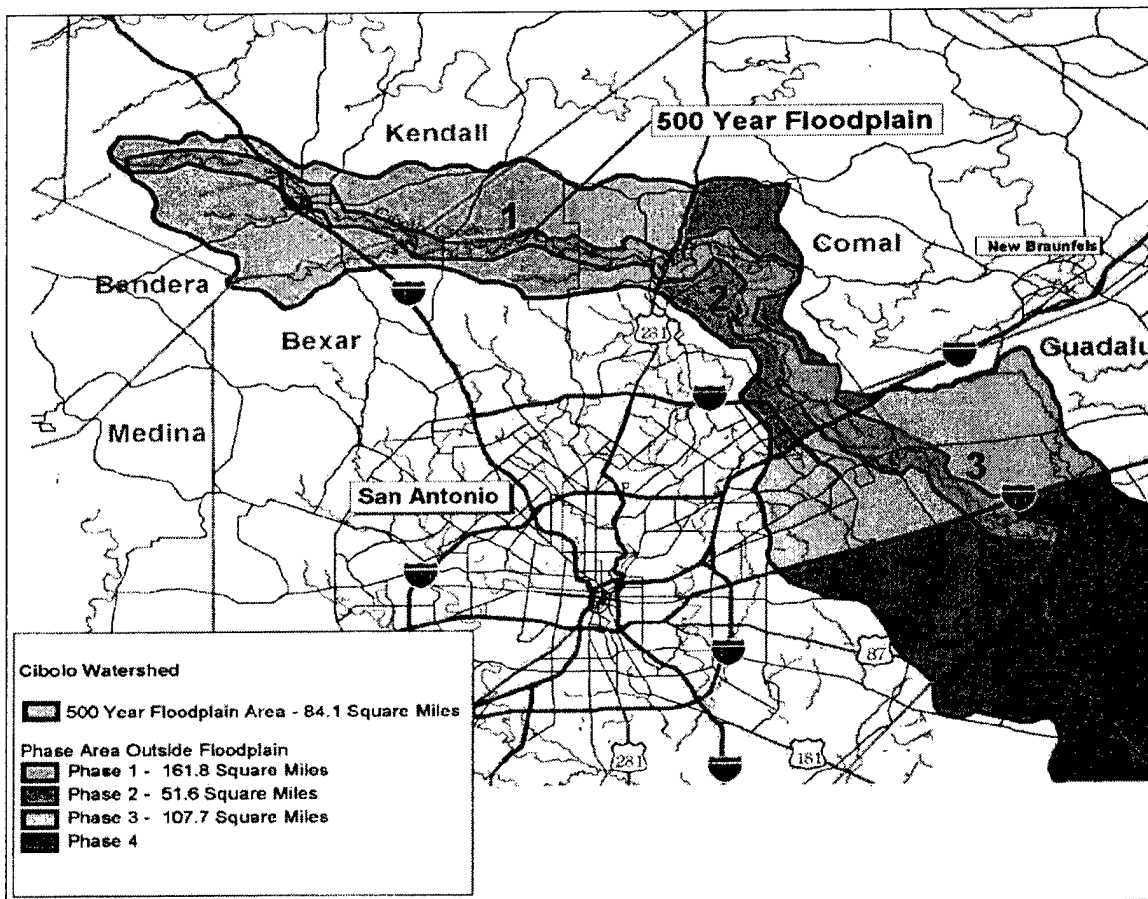 Kendall
500 Year Floodplain
1
Comal
New Braunfels
Bandera
2
Bexar
281
Guadalu
Medina
3
San Antonio
87
281
181
Cibolo Watershed
500 Year Floodplain Area - 84.1 Square Miles
Phase Area Outside Floodplain
Phase 1 - 161.8 Square Miles
Phase 2 - 51.6 Square Miles
Phase 3 - 107.7 Square Miles
Phase 4